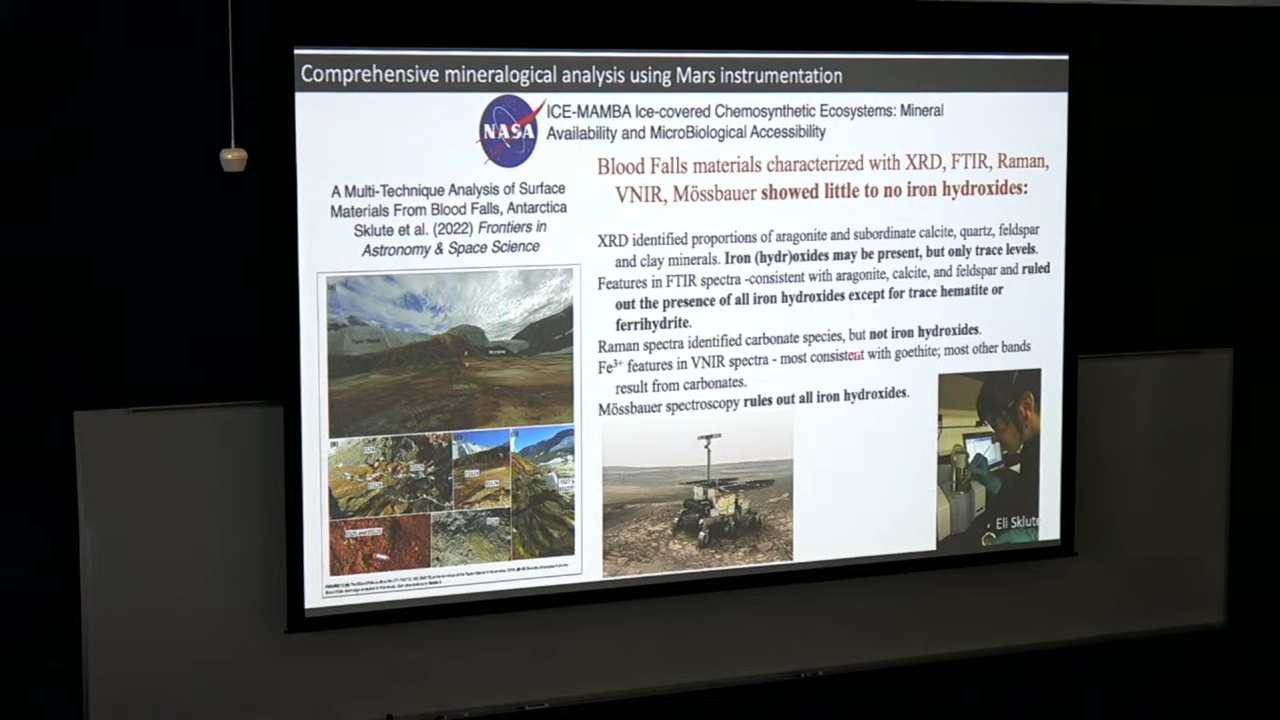 Comprehensive mineralogical analysis using Mars instrumentation
NASA
ICE-MAMBA Ice-covered Chemosynthetic Ecosystems: Mineral
Availability and MicroBiological Accessibility
A Multi-Technique Analysis of Surface
Materials From Blood Falls, Antarctica
Sklute et al. (2022) Frontiers in
Astronomy & Space Science
Blood Falls materials characterized with XRD, FTIR, Raman,
VNIR, Mössbauer showed little to no iron hydroxides:
XRD identified proportions of aragonite and subordinate calcite, quartz, feldspar
and clay minerals. Iron (hydr)oxides may be present, but only trace levels.
Features in FTIR spectra -consistent with aragonite, calcite, and feldspar and ruled
out the presence of all iron hydroxides except for trace hematite or
ferrihydrite.
Raman spectra identified carbonate species, but not iron hydroxides.
Fe³⁺ features in VNIR spectra - most consistent with goethite; most other bands
result from carbonates.
Mössbauer spectroscopy rules out all iron hydroxides.
Eli Sklute